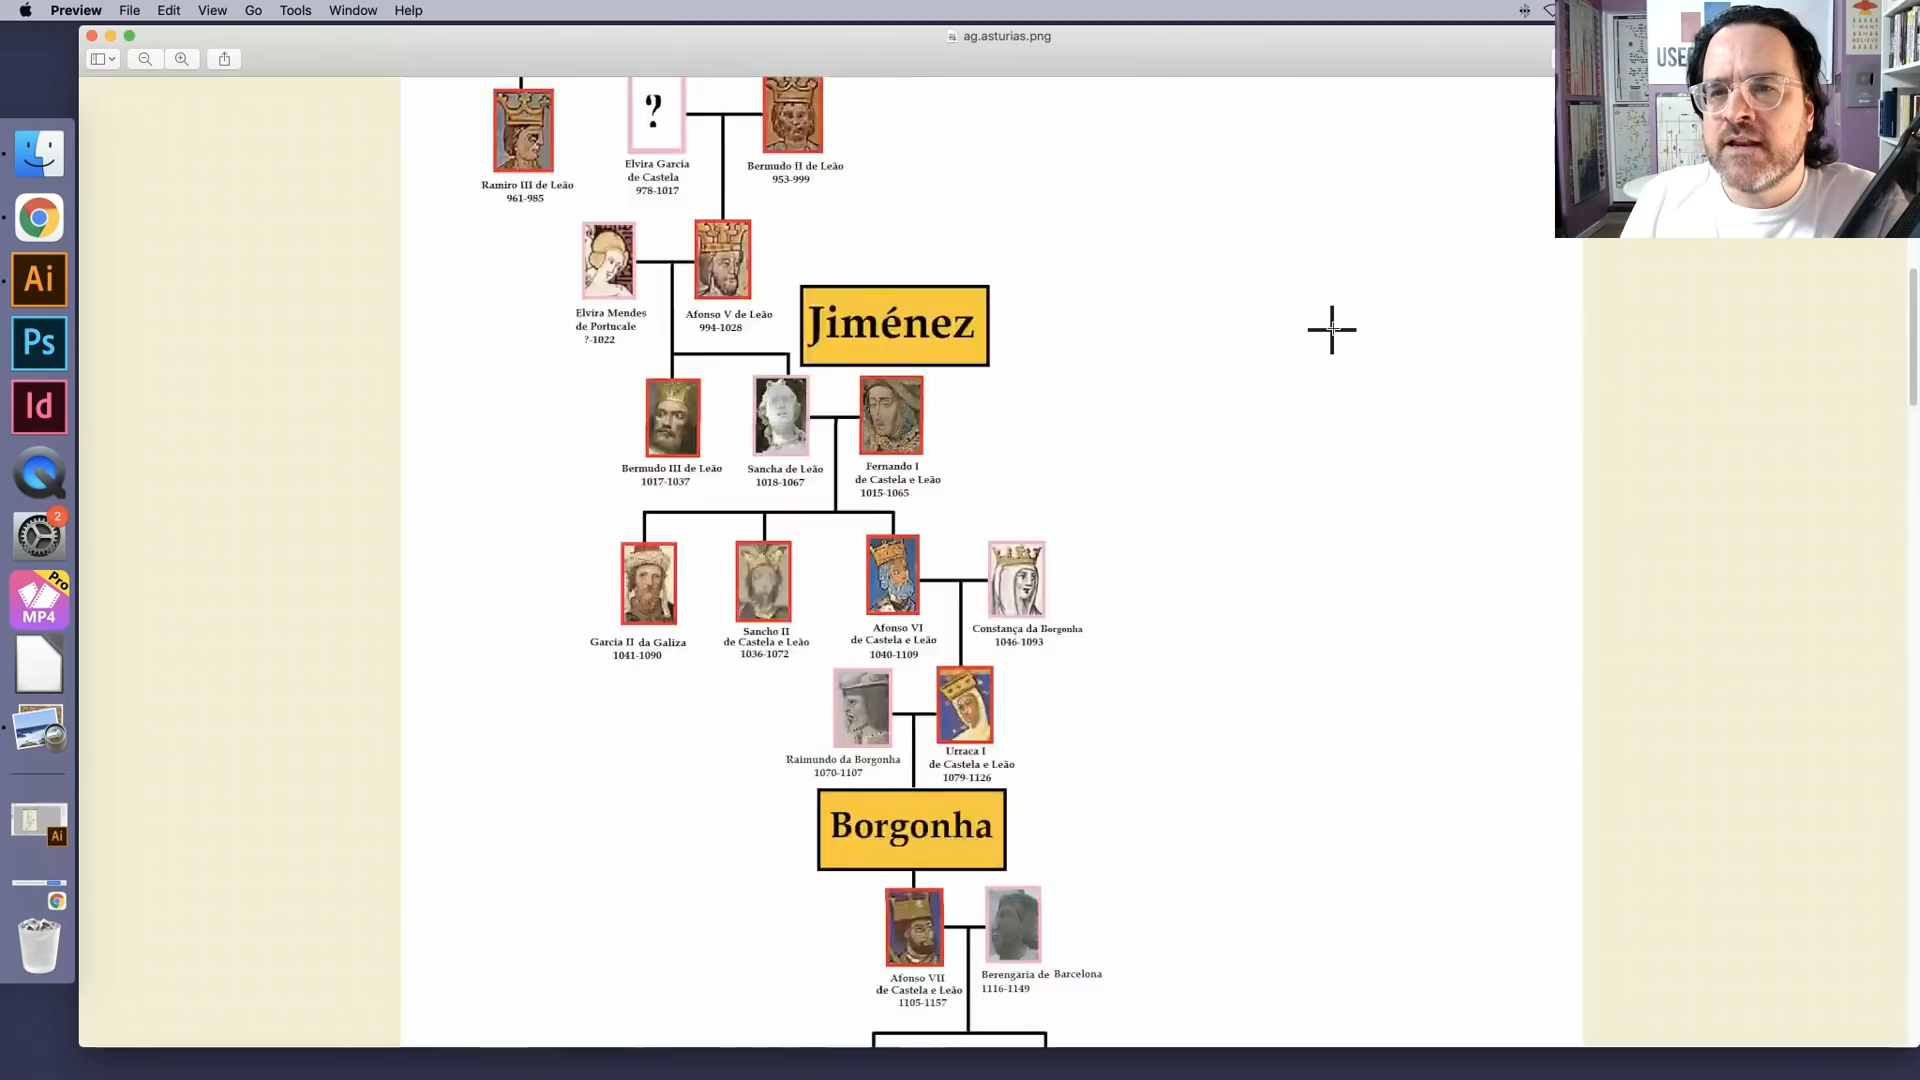 Preview File Edit View Go Tools Window Help
ag.asturias.png
USEF
I WANT
BELIEVE
?
Ramiro III de Leão
961-985
Elvira Garcia
de Castela
978-1017
Bermudo II de Leão
953-999
Elvira Mendes
de Portucale
?-1022
Afonso V de Leão
994-1028
Jiménez
Bermudo III de Leão
1017-1037
Sancha de Leão
1018-1067
Fernando I
de Castela e Leão
1015-1065
Garcia II da Galiza
1041-1090
Sancho II
de Castela e Leão
1036-1072
Afonso VI
de Castela e Leão
1040-1109
Constança da Borgonha
1046-1093
Raimundo da Borgonha
1070-1107
Urraca I
de Castela e Leão
1079-1126
Borgonha
Afonso VII
de Castela e Leão
1105-1157
Berengária de Barcelona
1116-1149
Ai
Ps
Id
2
Pro
MP4
Ai